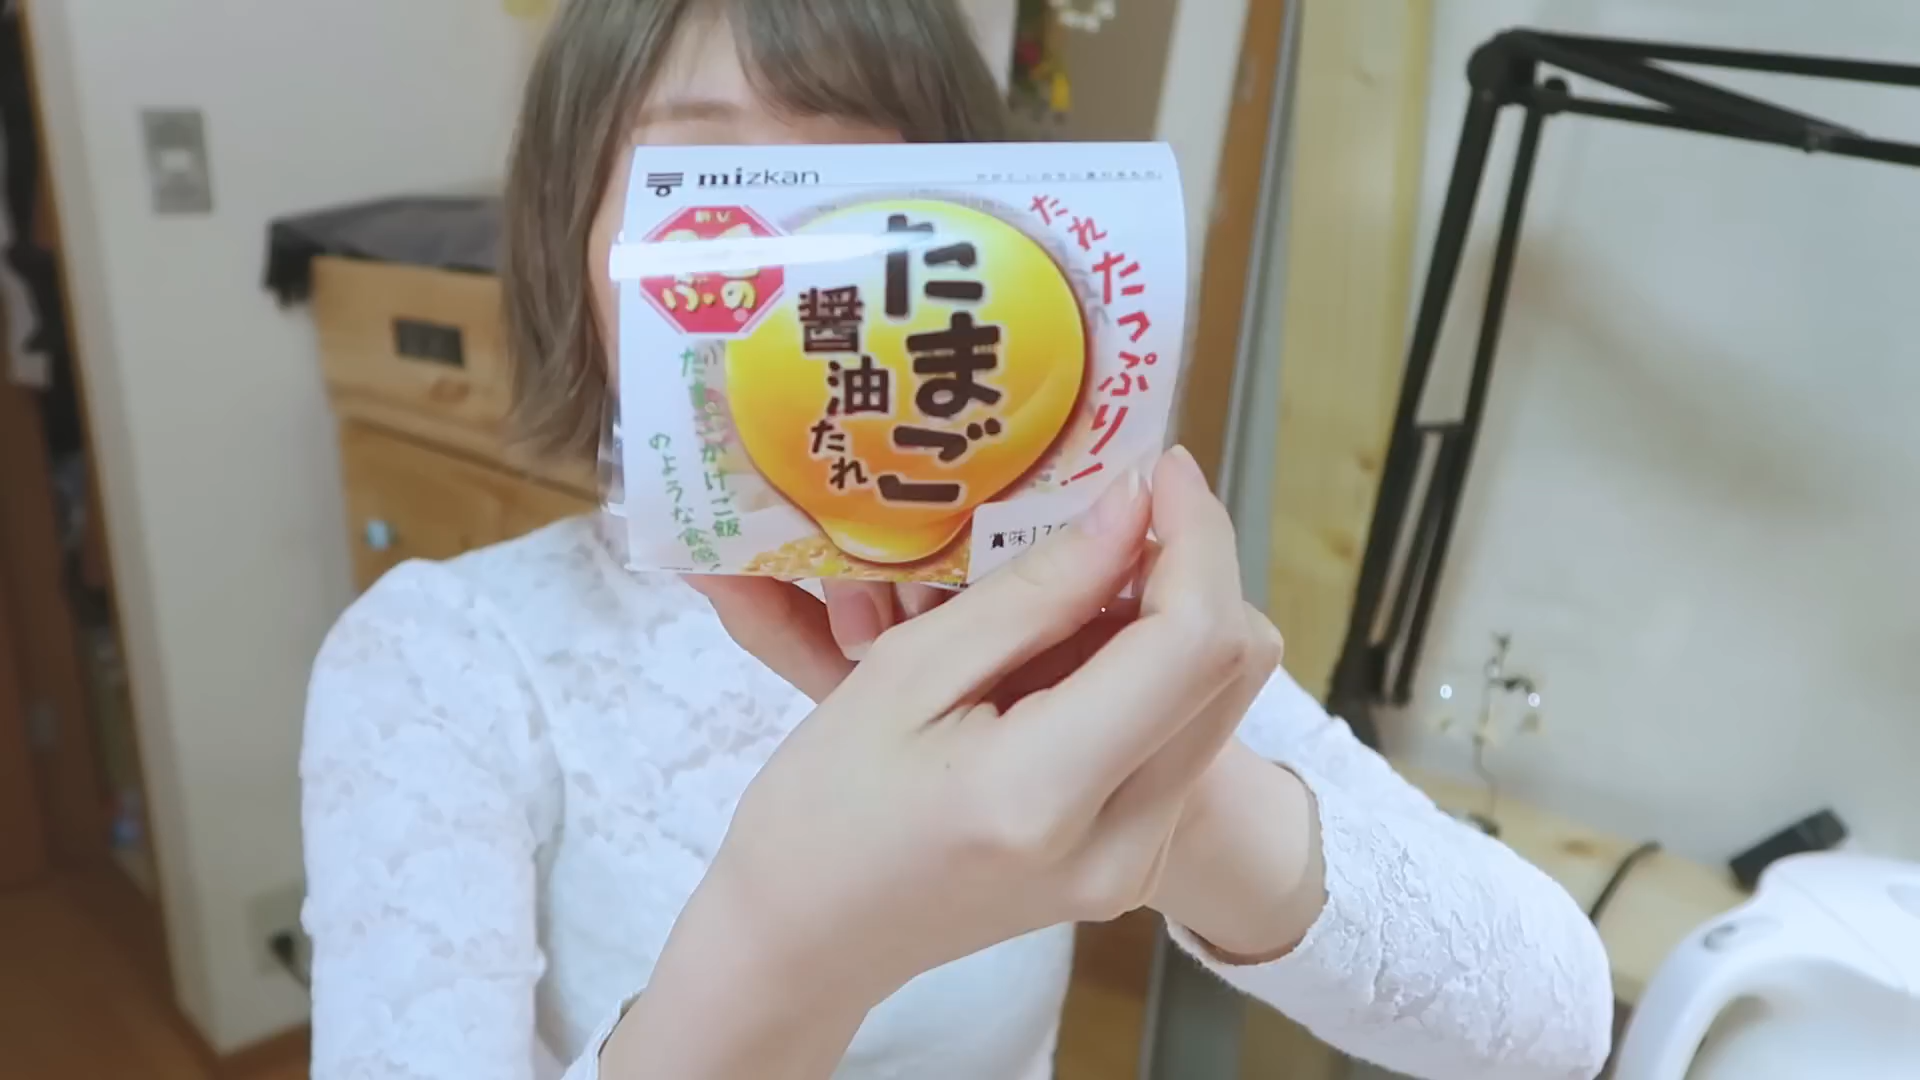 mizkan
たれたっぷり！
たまご
醤油たれ
たまごかけご飯
のような食感！
賞味